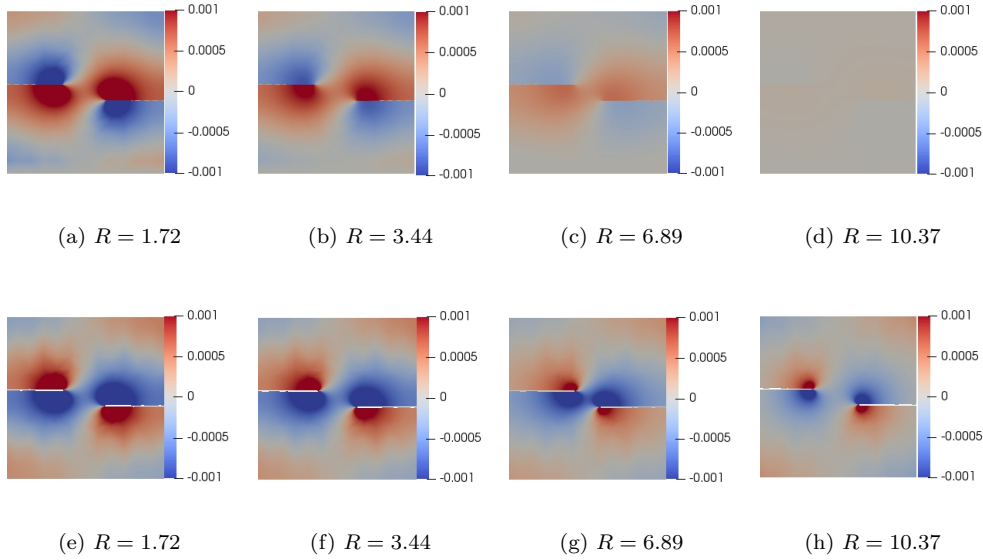 0.001 0.001 0.001 0.001
0.0005 0.0005 0.0005 0.0005
0 0 0 0
-0.0005 -0.0005 -0.0005 -0.0005
-0.001 -0.001 -0.001 -0.001
(a) R = 1.72 (b) R = 3.44 (c) R = 6.89 (d) R = 10.37
0.001 0.001 0.001 0.001
0.0005 0.0005 0.0005 0.0005
0 0 0 0
-0.0005 -0.0005 -0.0005 -0.0005
-0.001 -0.001 -0.001 -0.001
(e) R = 1.72 (f) R = 3.44 (g) R = 6.89 (h) R = 10.37